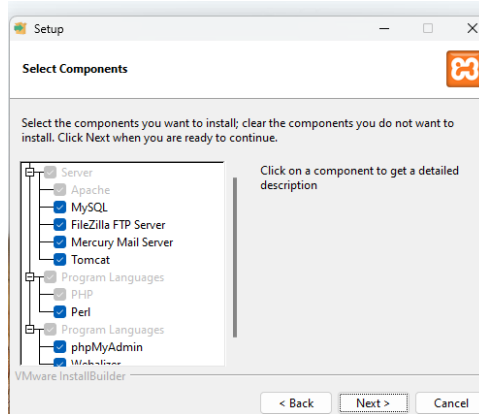 Setup
Select Components
Select the components you want to install; clear the components you do not want to
install. Click Next when you are ready to continue.
Server
Apache
MySQL
FileZilla FTP Server
Mercury Mail Server
Tomcat
Program Languages
PHP
Perl
Program Languages
phpMyAdmin
Webalizer
Click on a component to get a detailed
description
VMware InstallBuilder
< Back
Next >
Cancel